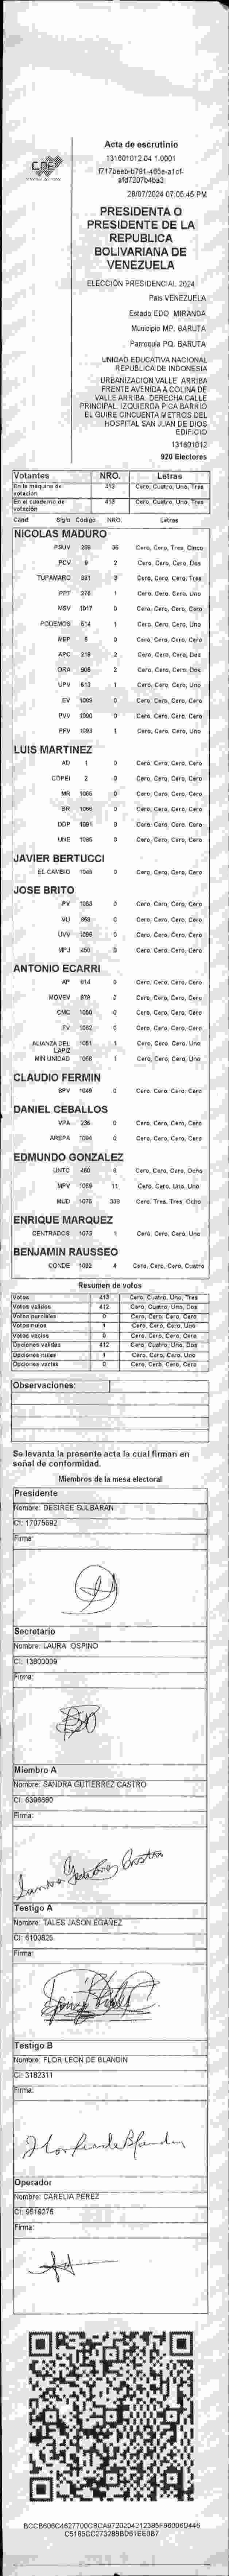 Acta de escrutinio
131601012.04 1.0001
f717beeb-b781-465e-a1cf-
afd7207b4ba3
28/07/2024 07:05:45 PM
CDE
PRESIDENTA O
PRESIDENTE DE LA
REPUBLICA
BOLIVARIANA DE
VENEZUELA
ELECCIÓN PRESIDENCIAL 2024
Pais VENEZUELA
Estado EDO. MIRANDA
Municipio MP. BARUTA
Parroquia PQ. BARUTA
UNIDAD EDUCATIVA NACIONAL
REPUBLICA DE INDONESIA
URBANIZACION VALLE ARRIBA
FRENTE AVENIDA A COLINA DE
VALLE ARRIBA. DERECHA CALLE
PRINCIPAL. IZQUIERDA PICA BARRIO
EL GUIRE CINCUENTA METROS DEL
HOSPITAL SAN JUAN DE DIOS
EDIFICIO
131601012
920 Electores
Votantes NRO. Letras
En la máquina de votación 413 Cero, Cuatro, Uno, Tres
En el cuaderno de votación 413 Cero, Cuatro, Uno, Tres
Cand Sigla Código NRO. Letras
NICOLAS MADURO
PSUV 269 35 Cero, Cero, Tres, Cinco
PCV 9 2 Cero, Cero, Cero, Dos
TUPAMARO 221 3 Cero, Cero, Cero, Tres
PPT 276 1 Cero, Cero, Cero, Uno
MSV 1017 0 Cero, Cero, Cero, Cero
PODEMOS 514 1 Cero, Cero, Cero, Uno
MEP 0 Cero, Cero, Cero, Cero
APC 219 2 Cero, Cero, Cero, Dos
ORA 906 2 Cero, Cero, Cero, Dos
UPV 613 1 Cero, Cero, Cero, Uno
EV 0 Cero, Cero, Cero, Cero
PVV 1090 0 Cero, Cero, Cero, Cero
PFV 1093 1 Cero, Cero, Cero, Uno
LUIS MARTINEZ
AD 1 0 Cero, Cero, Cero, Cero
COPEI 2 0 Cero, Cero, Cero, Cero
MR 1065 0 Cero, Cero, Cero, Cero
BR 1066 0 Cero, Cero, Cero, Cero
DDP 1091 0 Cero, Cero, Cero, Cero
UNE 1095 0 Cero, Cero, Cero, Cero
JAVIER BERTUCCI
EL CAMBIO 1045 0 Cero, Cero, Cero, Cero
JOSE BRITO
PV 1053 0 Cero, Cero, Cero, Cero
VU 0 Cero, Cero, Cero, Cero
UVV 1096 0 Cero, Cero, Cero, Cero
MPJ 450 0 Cero, Cero, Cero, Cero
ANTONIO ECARRI
AP 914 0 Cero, Cero, Cero, Cero
MOVEV 978 0 Cero, Cero, Cero, Cero
CMC 1050 0 Cero, Cero, Cero, Cero
FV 1062 0 Cero, Cero, Cero, Cero
ALIANZA DEL LAPIZ 1051 1 Cero, Cero, Cero, Uno
MIN UNIDAD 1058 1 Cero, Cero, Cero, Uno
CLAUDIO FERMIN
SPV 1049 0 Cero, Cero, Cero, Cero
DANIEL CEBALLOS
VPA 236 0 Cero, Cero, Cero, Cero
AREPA 1094 0 Cero, Cero, Cero, Cero
EDMUNDO GONZALEZ
UNTC 480 8 Cero, Cero, Cero, Ocho
MPV 1069 11 Cero, Cero, Uno, Uno
MUD 1076 338 Cero, Tres, Tres, Ocho
ENRIQUE MARQUEZ
CENTRADOS 1075 1 Cero, Cero, Cero, Uno
BENJAMIN RAUSSEO
CONDE 1092 4 Cero, Cero, Cero, Cuatro
Resumen de votos
Votos 413 Cero, Cuatro, Uno, Tres
Votos validos 412 Cero, Cuatro, Uno, Dos
Votos parciales 0 Cero, Cero, Cero, Cero
Votos nulos 1 Cero, Cero, Cero, Uno
Votos vacios 0 Cero, Cero, Cero, Cero
Opciones validas 412 Cero, Cuatro, Uno, Dos
Opciones nulas 1 Cero, Cero, Cero, Uno
Opciones vacias 0 Cero, Cero, Cero, Cero
Observaciones:
Se levanta la presente acta la cual firman en
señal de conformidad.
Miembros de la mesa electoral
Presidente
Nombre: DESIREE SULBARAN
CI: 17075692
Firma:
Secretario
Nombre: LAURA OSPINO
CI: 13800009
Firma:
Miembro A
Nombre: SANDRA GUTIERREZ CASTRO
CI: 6396660
Firma:
Sandra Gutierrez Castro
Testigo A
Nombre: TALES JASON EGAÑEZ
CI: 6100825
Firma:
Testigo B
Nombre: FLOR LEON DE BLANDIN
CI: 3182311
Firma:
Flor León de Blandin
Operador
Nombre: CARELIA PEREZ
CI: 9519276
Firma:
BCCB606C4627700CBCA9720204212385F96006D446
C5165CC273289BD61EE0B7